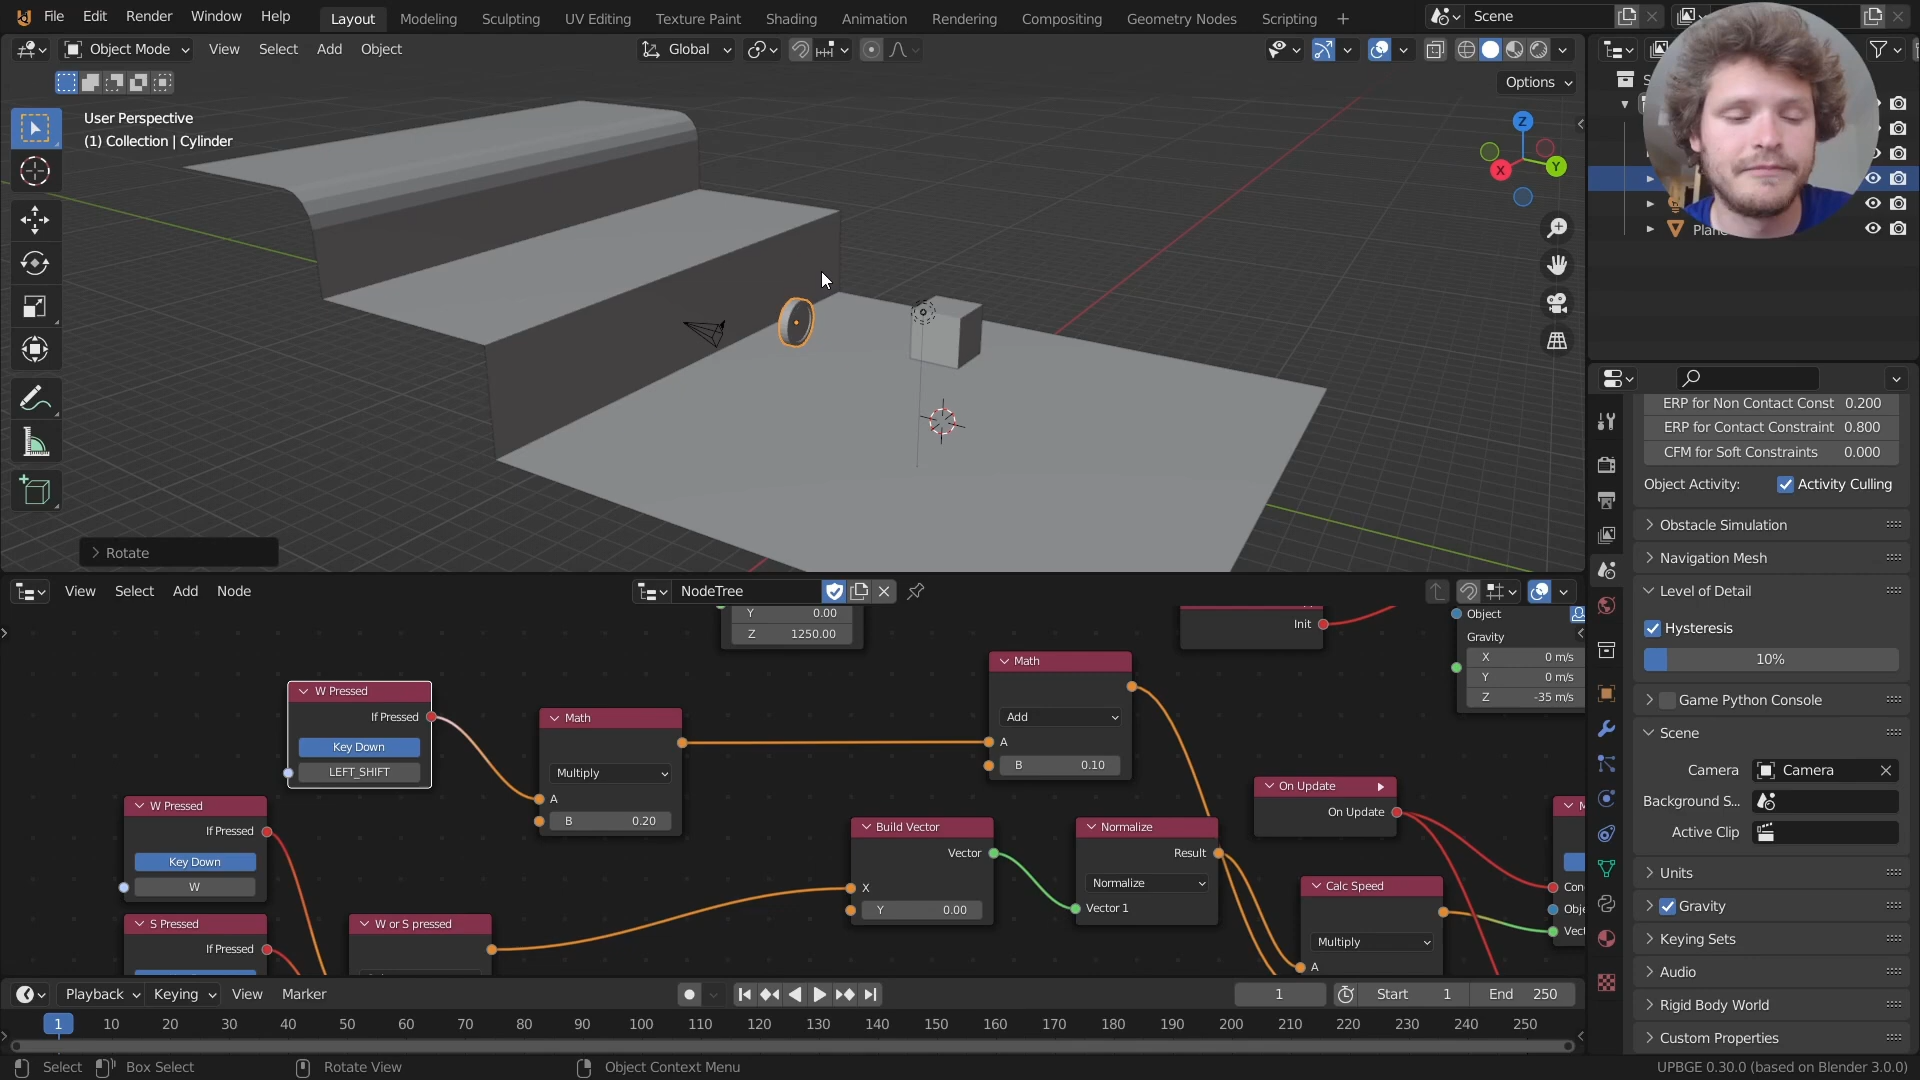 File Edit Render Window Help Layout Modeling Sculpting UV Editing Texture Paint Shading Animation Rendering Compositing Geometry Nodes Scripting + Scene
Object Mode View Select Add Object Global
Options
User Perspective
(1) Collection | Cylinder
Z
Y
X
Rotate
View Select Add Node NodeTree
Y 0.00
Z 1250.00
Init
Object
Gravity
X 0 m/s
Y 0 m/s
Z -35 m/s
W Pressed
If Pressed
Key Down
LEFT_SHIFT
Math
Multiply
A
B 0.20
Math
Add
A
B 0.10
On Update
On Update
W Pressed
If Pressed
Key Down
W
S Pressed
If Pressed
W or S pressed
Build Vector
Vector
X
Y 0.00
Normalize
Result
Normalize
Vector 1
Calc Speed
Multiply
A
Plan
ERP for Non Contact Const 0.200
ERP for Contact Constraint 0.800
CFM for Soft Constraints 0.000
Object Activity: Activity Culling
Obstacle Simulation
Navigation Mesh
Level of Detail
Hysteresis
10%
Game Python Console
Scene
Camera Camera
Background S...
Active Clip
Units
Gravity
Keying Sets
Audio
Rigid Body World
Custom Properties
Playback Keying View Marker 1 Start 1 End 250
1 10 20 30 40 50 60 70 80 90 100 110 120 130 140 150 160 170 180 190 200 210 220 230 240 250
Select Box Select Rotate View Object Context Menu UPBGE 0.30.0 (based on Blender 3.0.0)